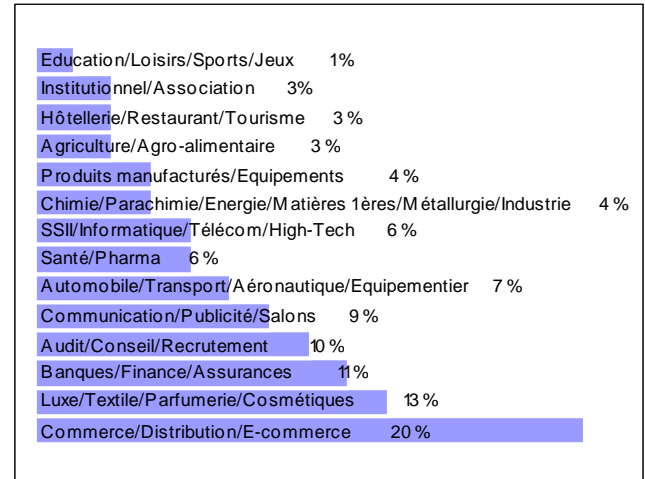 Education/Loisirs/Sports/Jeux 1%
Institutionnel/Association 3%
Hôtellerie/Restaurant/Tourisme 3 %
Agriculture/Agro-alimentaire 3 %
Produits manufacturés/Equipements 4 %
Chimie/Parachimie/Energie/Matières 1ères/Métallurgie/Industrie 4 %
SSII/Informatique/Télécom/High-Tech 6 %
Santé/Pharma 6 %
Automobile/Transport/Aéronautique/Equipementier 7 %
Communication/Publicité/Salons 9 %
Audit/Conseil/Recrutement 10 %
Banques/Finance/Assurances 11 %
Luxe/Textile/Parfumerie/Cosmétiques 13 %
Commerce/Distribution/E-commerce 20 %